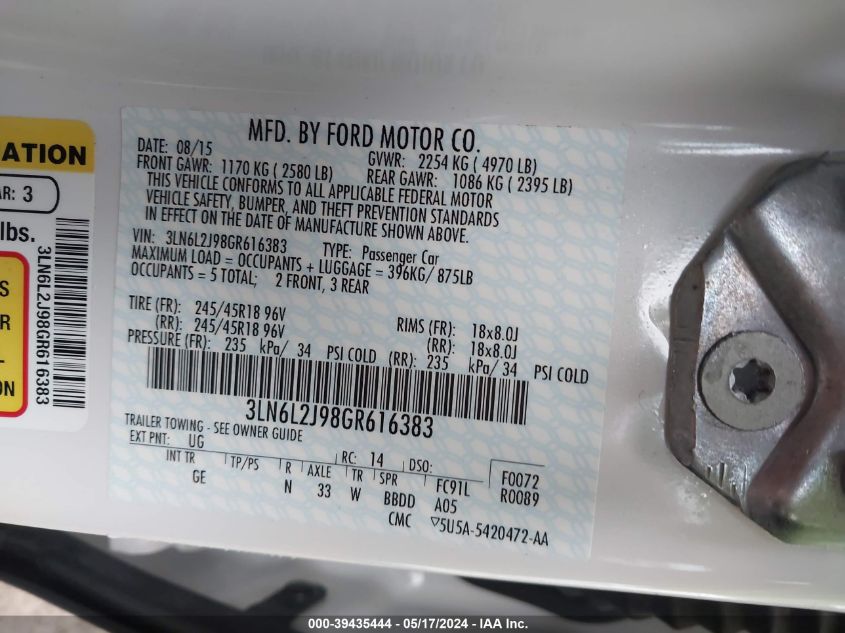 MFD. BY FORD MOTOR CO.
DATE: 08/15 GVWR: 2254 KG ( 4970 LB)
FRONT GAWR: 1170 KG ( 2580 LB) REAR GAWR: 1086 KG ( 2395 LB)
THIS VEHICLE CONFORMS TO ALL APPLICABLE FEDERAL MOTOR
VEHICLE SAFETY, BUMPER, AND THEFT PREVENTION STANDARDS
IN EFFECT ON THE DATE OF MANUFACTURE SHOWN ABOVE.
VIN: 3LN6L2J98GR616383 TYPE: Passenger Car
MAXIMUM LOAD = OCCUPANTS + LUGGAGE = 396KG/ 875LB
OCCUPANTS = 5 TOTAL; 2 FRONT, 3 REAR
TIRE (FR): 245/45R18 96V RIMS (FR): 18x8.0J
(RR): 245/45R18 96V (RR): 18x8.0J
PRESSURE (FR): 235 kPa/ 34 PSI COLD (RR): 235 kPa/ 34 PSI COLD
3LN6L2J98GR616383
TRAILER TOWING - SEE OWNER GUIDE
EXT PNT: UG RC: 14 DSO: F0072
INT TR TP/PS R AXLE TR SPR FC91L R0089
GE N 33 W BBDD A05
CMC ▽5U5A-5420472-AA
ATION
AR: 3
lbs.
S
R
L-
ON
3LN6L2J98GR616383
000-39435444 - 05/17/2024 - IAA Inc.